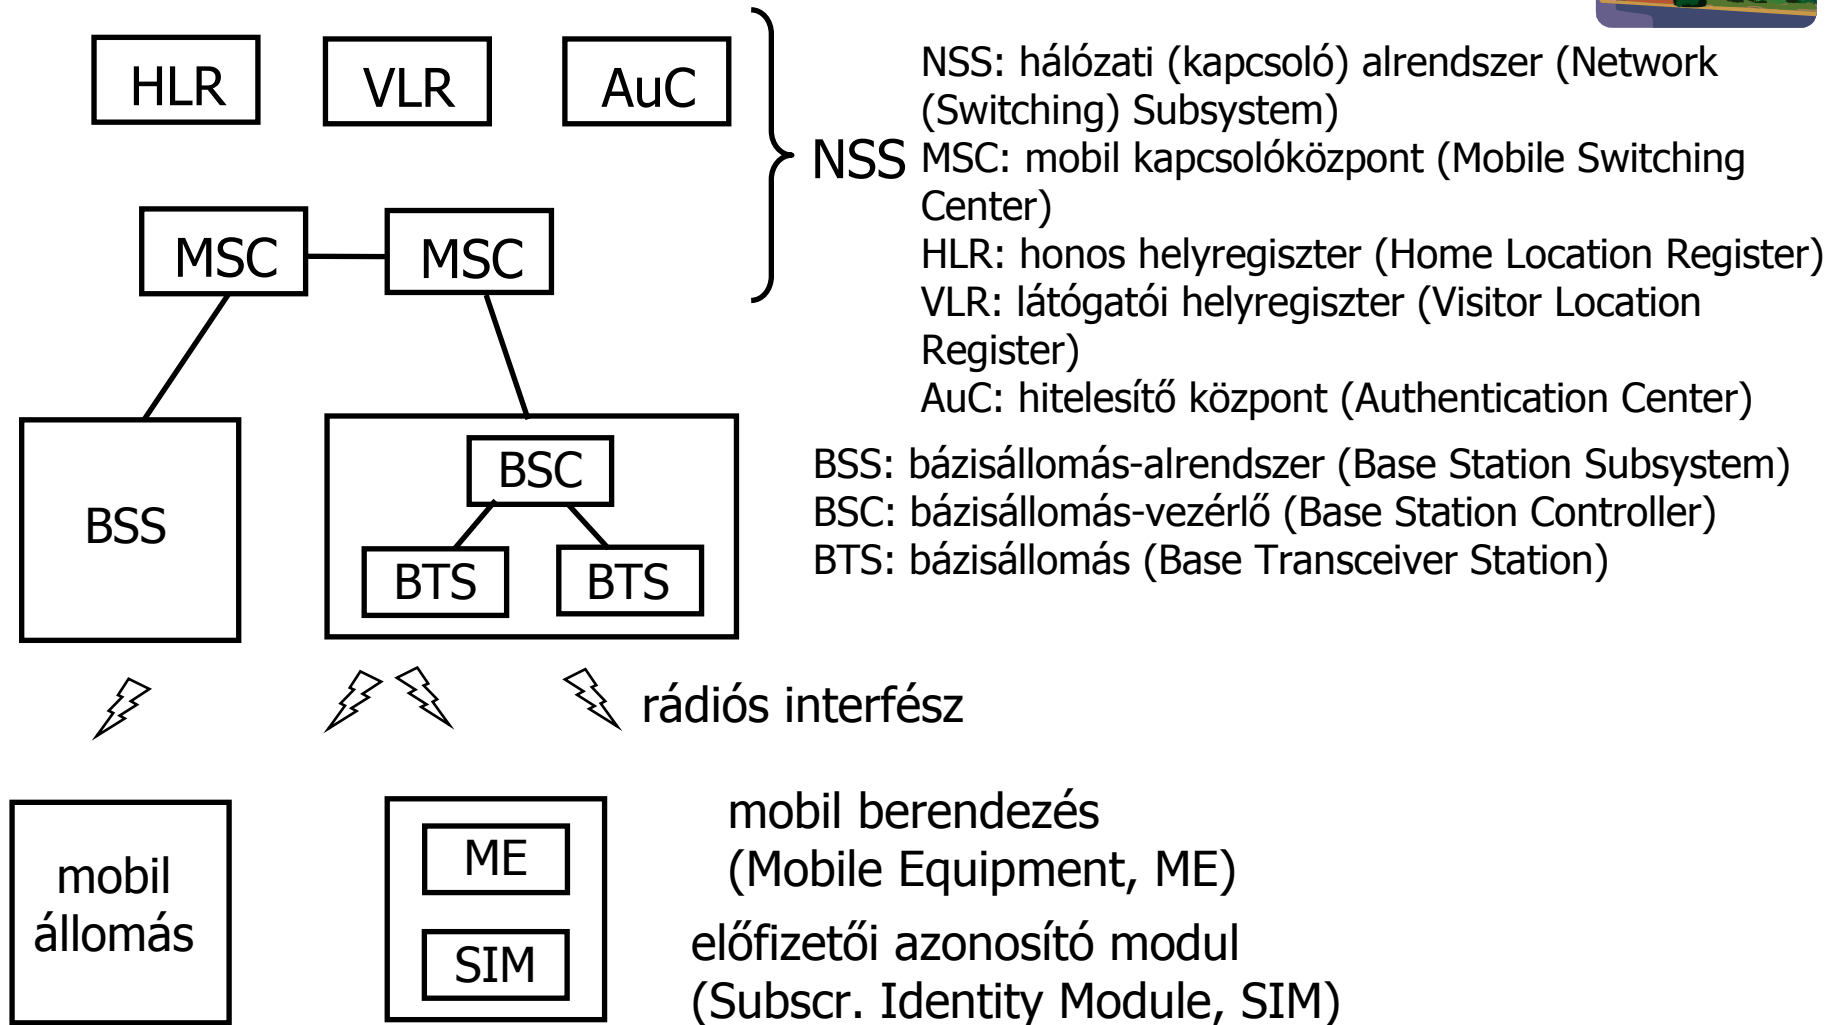 HLR
VLR
AuC
MSC
MSC
NSS
NSS: hálózati (kapcsoló) alrendszer (Network
(Switching) Subsystem)
MSC: mobil kapcsolóközpont (Mobile Switching
Center)
HLR: honos helyregiszter (Home Location Register)
VLR: látógatói helyregiszter (Visitor Location
Register)
AuC: hitelesítő központ (Authentication Center)
BSS
BSC
BTS
BTS
BSS: bázisállomás-alrendszer (Base Station Subsystem)
BSC: bázisállomás-vezérlő (Base Station Controller)
BTS: bázisállomás (Base Transceiver Station)
rádiós interfész
mobil
állomás
ME
SIM
mobil berendezés
(Mobile Equipment, ME)
előfizetői azonosító modul
(Subscr. Identity Module, SIM)